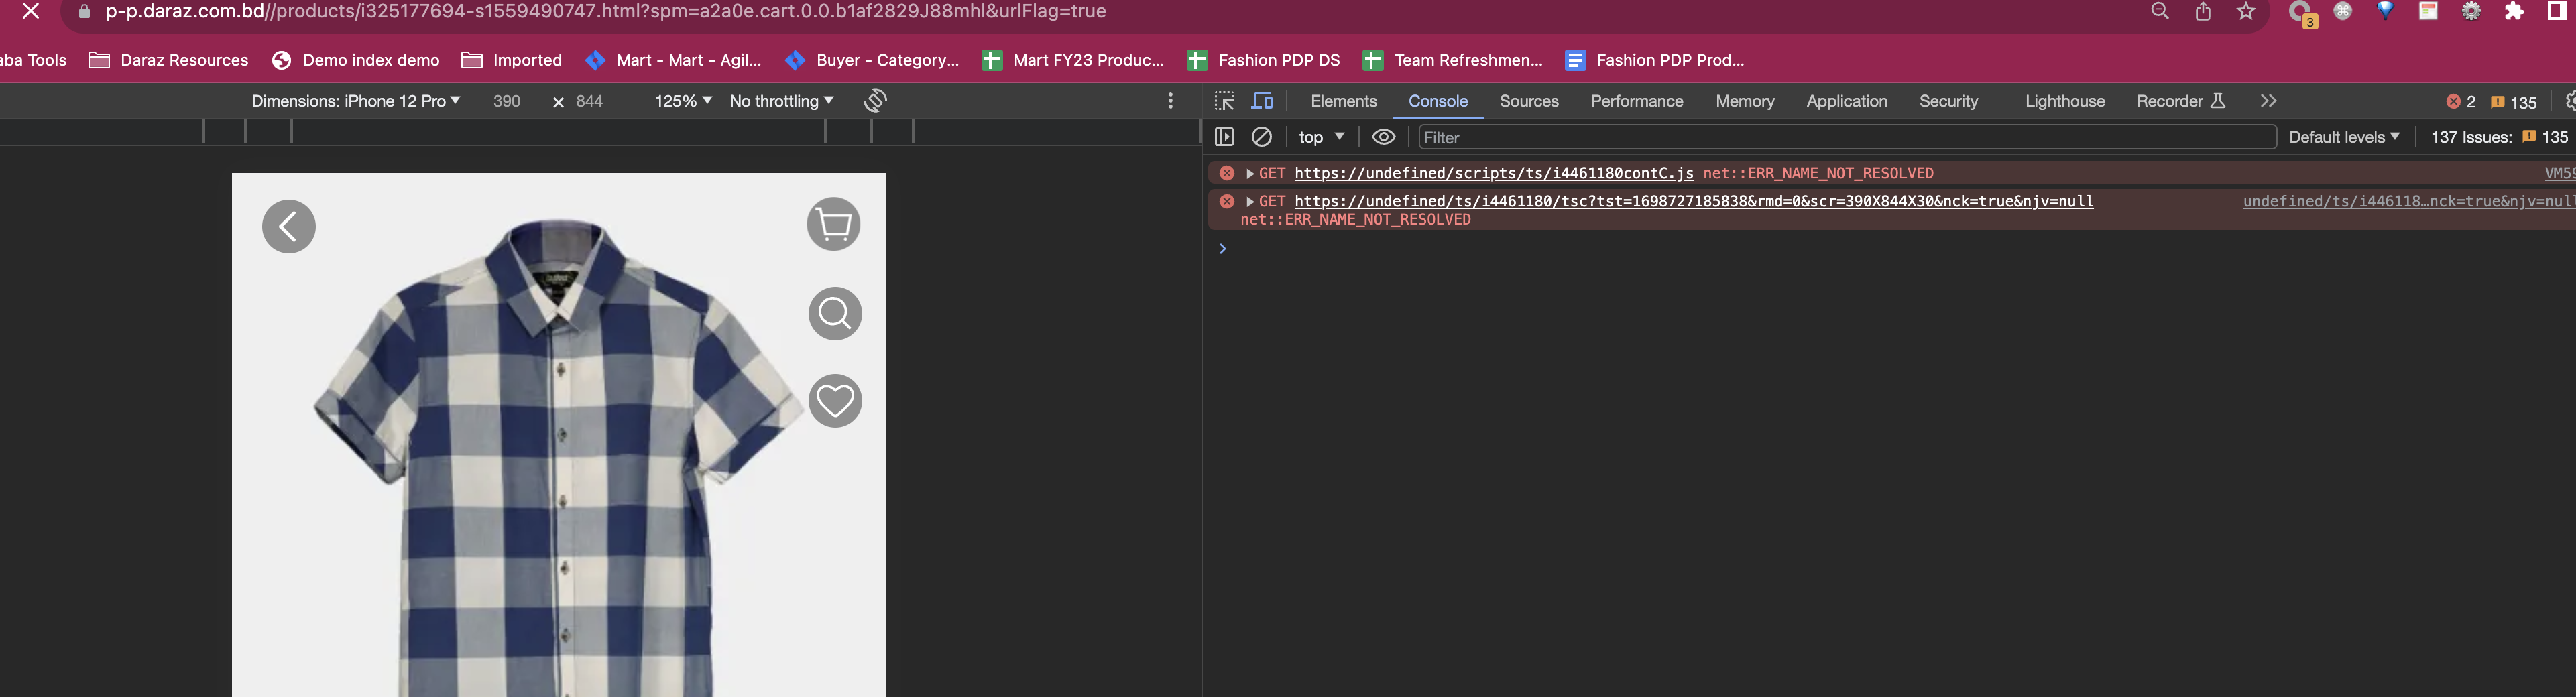 p-p.daraz.com.bd//products/i325177694-s1559490747.html?spm=a2a0e.cart.0.0.b1af2829J88mhl&urlFlag=true
3
aba Tools Daraz Resources Demo index demo Imported Mart - Mart - Agil... Buyer - Category... Mart FY23 Produc... Fashion PDP DS Team Refreshmen... Fashion PDP Prod...
Dimensions: iPhone 12 Pro 390 × 844 125% No throttling
Elements Console Sources Performance Memory Application Security Lighthouse Recorder 2 135
top Filter Default levels 137 Issues: 135
GET https://undefined/scripts/ts/i4461180contC.js net::ERR_NAME_NOT_RESOLVED VM59
GET https://undefined/ts/i4461180/tsc?tst=1698727185838&rmd=0&scr=390X844X30&nck=true&njv=null undefined/ts/i446118…nck=true&njv=null
net::ERR_NAME_NOT_RESOLVED